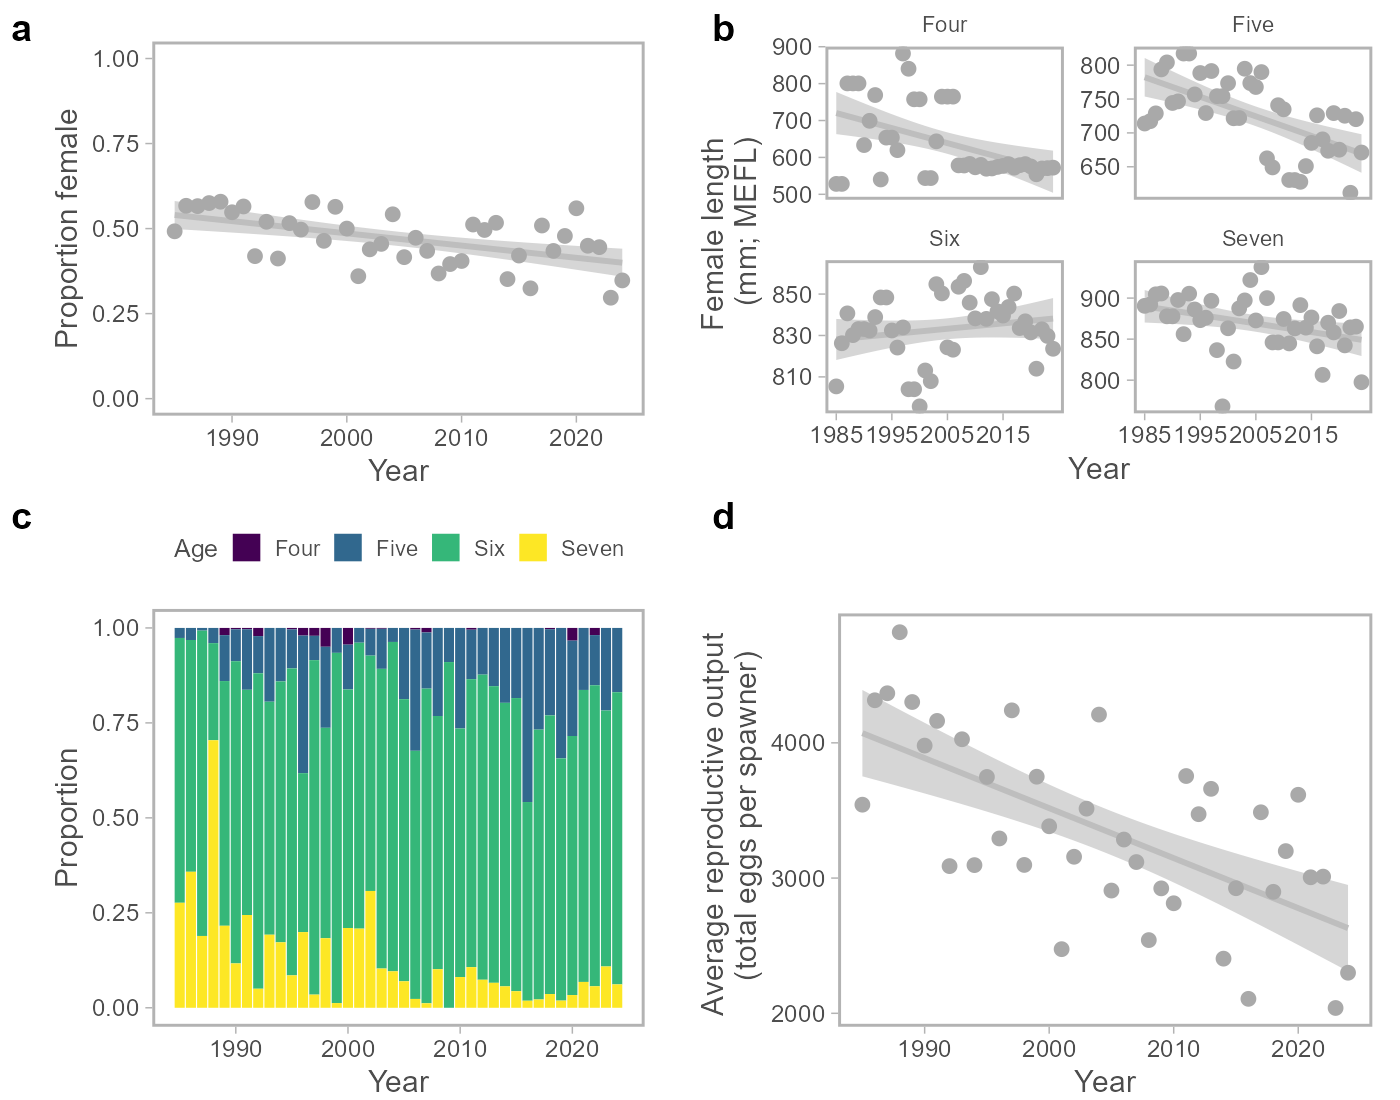 a
Proportion female
1.00
0.75
0.50
0.25
0.00
1990 2000 2010 2020
Year
b
Female length
(mm; MEFL)
Four
900
800
700
600
500
Five
800
750
700
650
Six
850
830
810
1985 1995 2005 2015
Seven
900
850
800
1985 1995 2005 2015
Year
c
Age Four Five Six Seven
Proportion
1.00
0.75
0.50
0.25
0.00
1990 2000 2010 2020
Year
d
Average reproductive output
(total eggs per spawner)
4000
3000
2000
1990 2000 2010 2020
Year